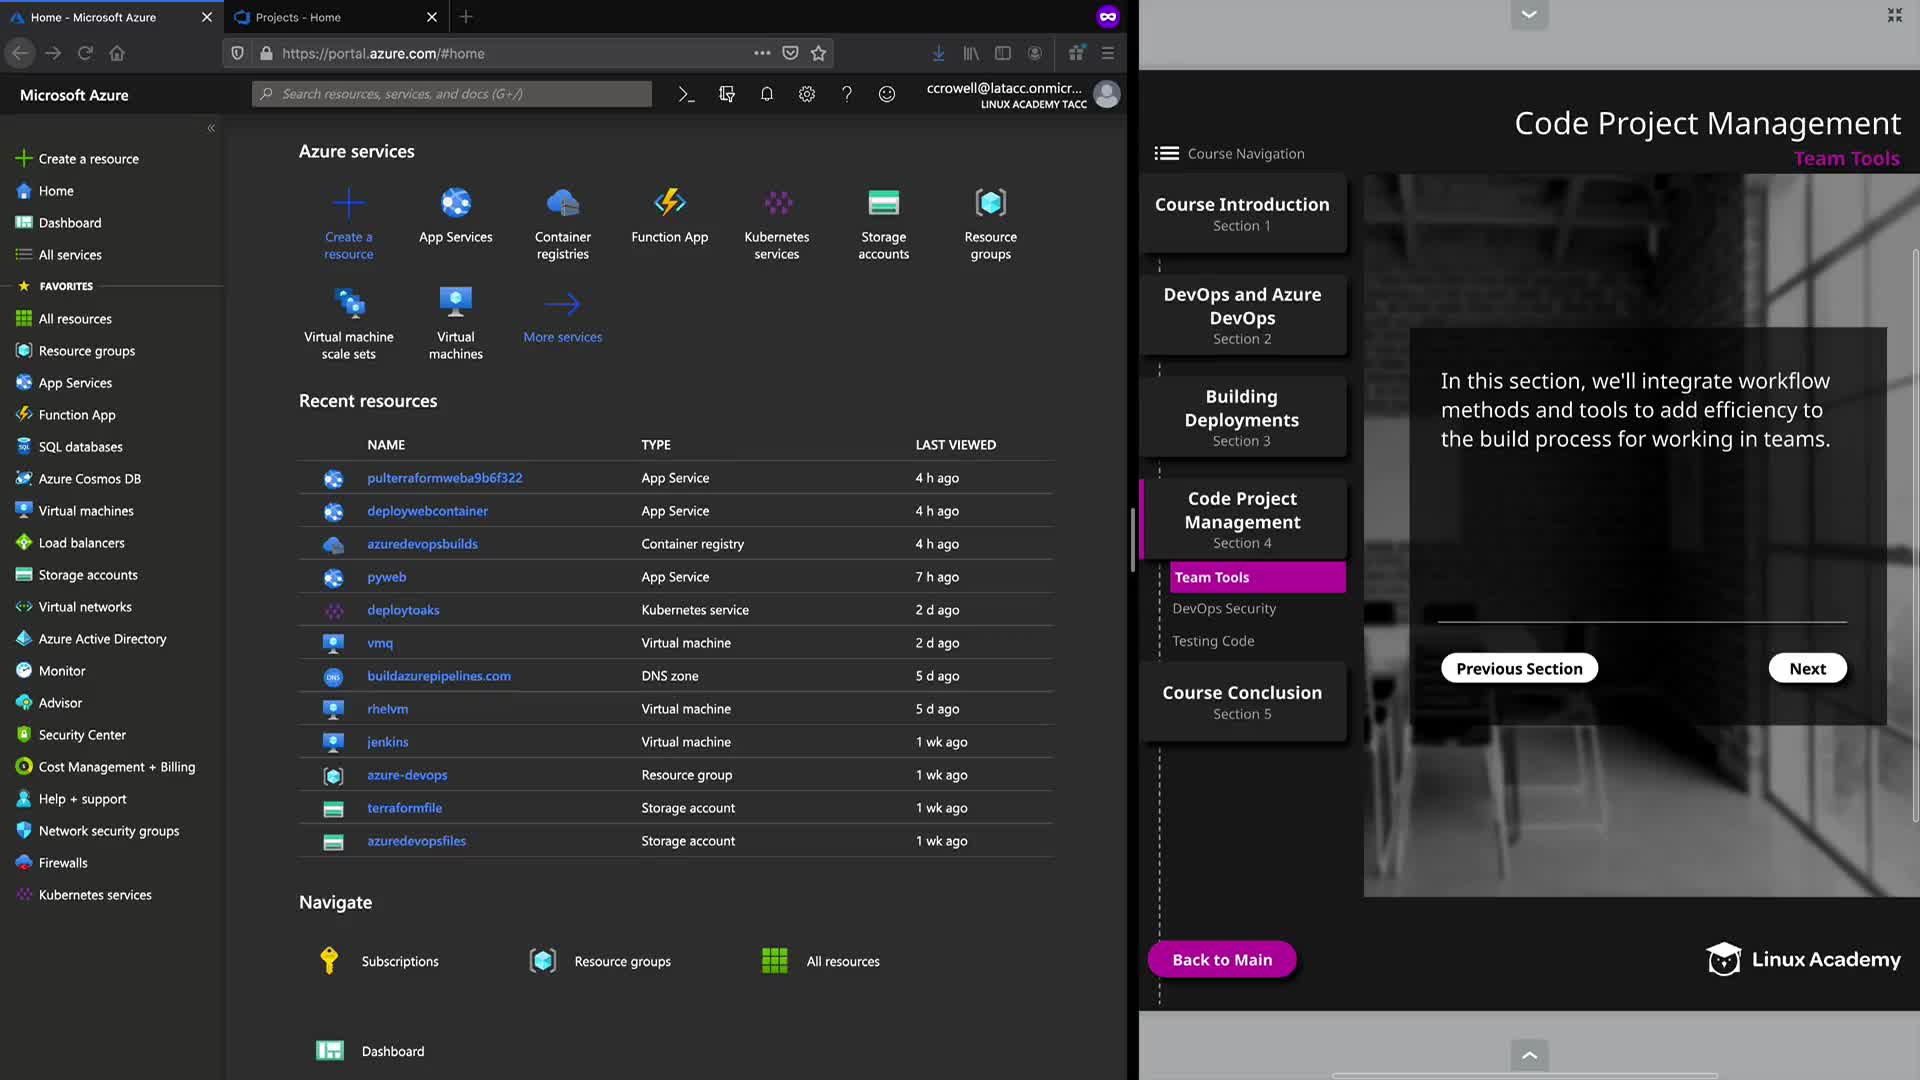 Home - Microsoft Azure
Projects - Home
https://portal.azure.com/#home
Microsoft Azure
Search resources, services, and docs (G+/)
ccrowell@latacc.onmicr...
LINUX ACADEMY TACC
Create a resource
Home
Dashboard
All services
FAVORITES
All resources
Resource groups
App Services
Function App
SQL databases
Azure Cosmos DB
Virtual machines
Load balancers
Storage accounts
Virtual networks
Azure Active Directory
Monitor
Advisor
Security Center
Cost Management + Billing
Help + support
Network security groups
Firewalls
Kubernetes services
Azure services
Create a
resource
App Services
Container
registries
Function App
Kubernetes
services
Storage
accounts
Resource
groups
Virtual machine
scale sets
Virtual
machines
More services
Recent resources
NAME TYPE LAST VIEWED
pulterraformweba9b6f322 App Service 4 h ago
deploywebcontainer App Service 4 h ago
azuredevopsbuilds Container registry 4 h ago
pyweb App Service 7 h ago
deploytoaks Kubernetes service 2 d ago
vmq Virtual machine 2 d ago
DNS buildazurepipelines.com DNS zone 5 d ago
rhelvm Virtual machine 5 d ago
jenkins Virtual machine 1 wk ago
azure-devops Resource group 1 wk ago
terraformfile Storage account 1 wk ago
azuredevopsfiles Storage account 1 wk ago
Navigate
Subscriptions
Resource groups
All resources
Dashboard
Code Project Management
Team Tools
Course Navigation
Course Introduction
Section 1
DevOps and Azure
DevOps
Section 2
Building
Deployments
Section 3
Code Project
Management
Section 4
Team Tools
DevOps Security
Testing Code
Course Conclusion
Section 5
Back to Main
In this section, we'll integrate workflow
methods and tools to add efficiency to
the build process for working in teams.
Previous Section
Next
Linux Academy